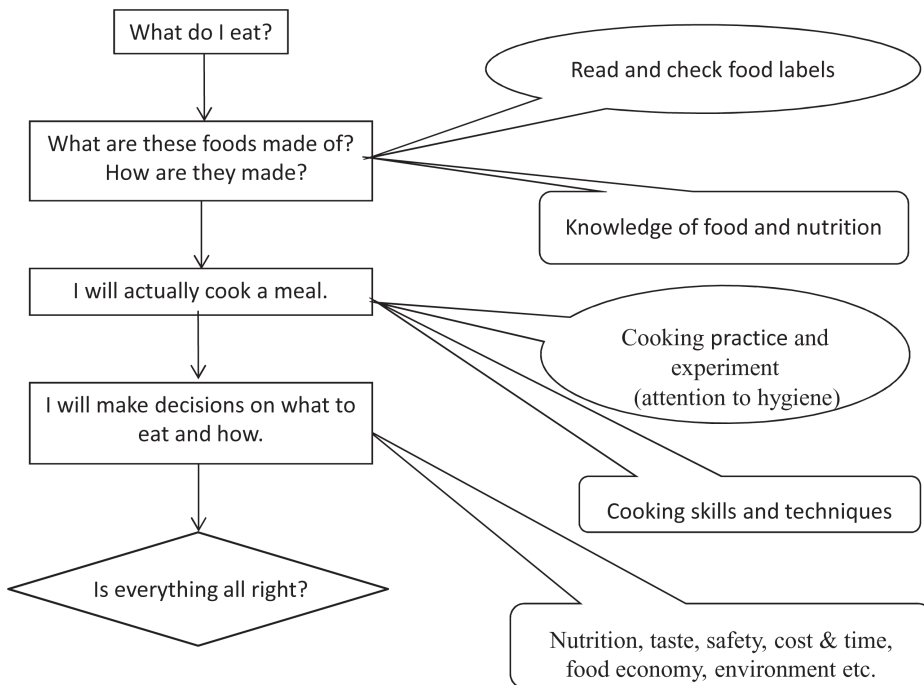 What do I eat?
Read and check food labels
What are these foods made of?
How are they made?
Knowledge of food and nutrition
I will actually cook a meal.
Cooking practice and
experiment
(attention to hygiene)
I will make decisions on what to
eat and how.
Cooking skills and techniques
Is everything all right?
Nutrition, taste, safety, cost & time,
food economy, environment etc.